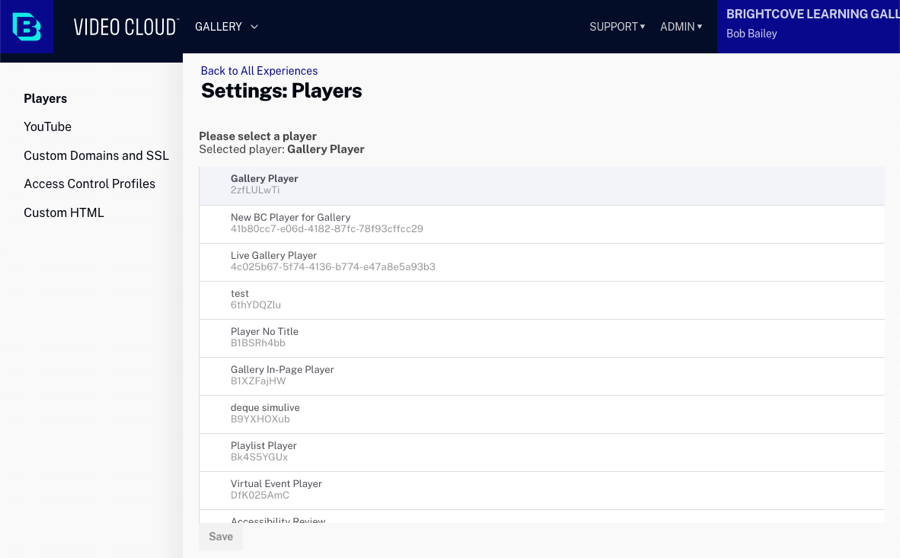 VIDEO CLOUD
GALLERY
SUPPORT
ADMIN
BRIGHTCOVE LEARNING
Bob Bailey
Players
YouTube
Custom Domains and SSL
Access Control Profiles
Custom HTML
Back to All Experiences
Settings: Players
Please select a player
Selected player: Gallery Player
Gallery Player
2zfLULwTi
New BC Player for Gallery
41b80cc7-e06d-4182-87fc-78f93cffcc29
Live Gallery Player
4c025b67-5f74-4136-b774-e47a8e5a93b3
test
6thYDQZlu
Player No Title
B1BSRh4bb
Gallery In-Page Player
B1XZFajHW
deque simulive
B9YXHOXub
Playlist Player
Bk4S5YGUx
Virtual Event Player
DfK025AmC
Accessibility Review
Save